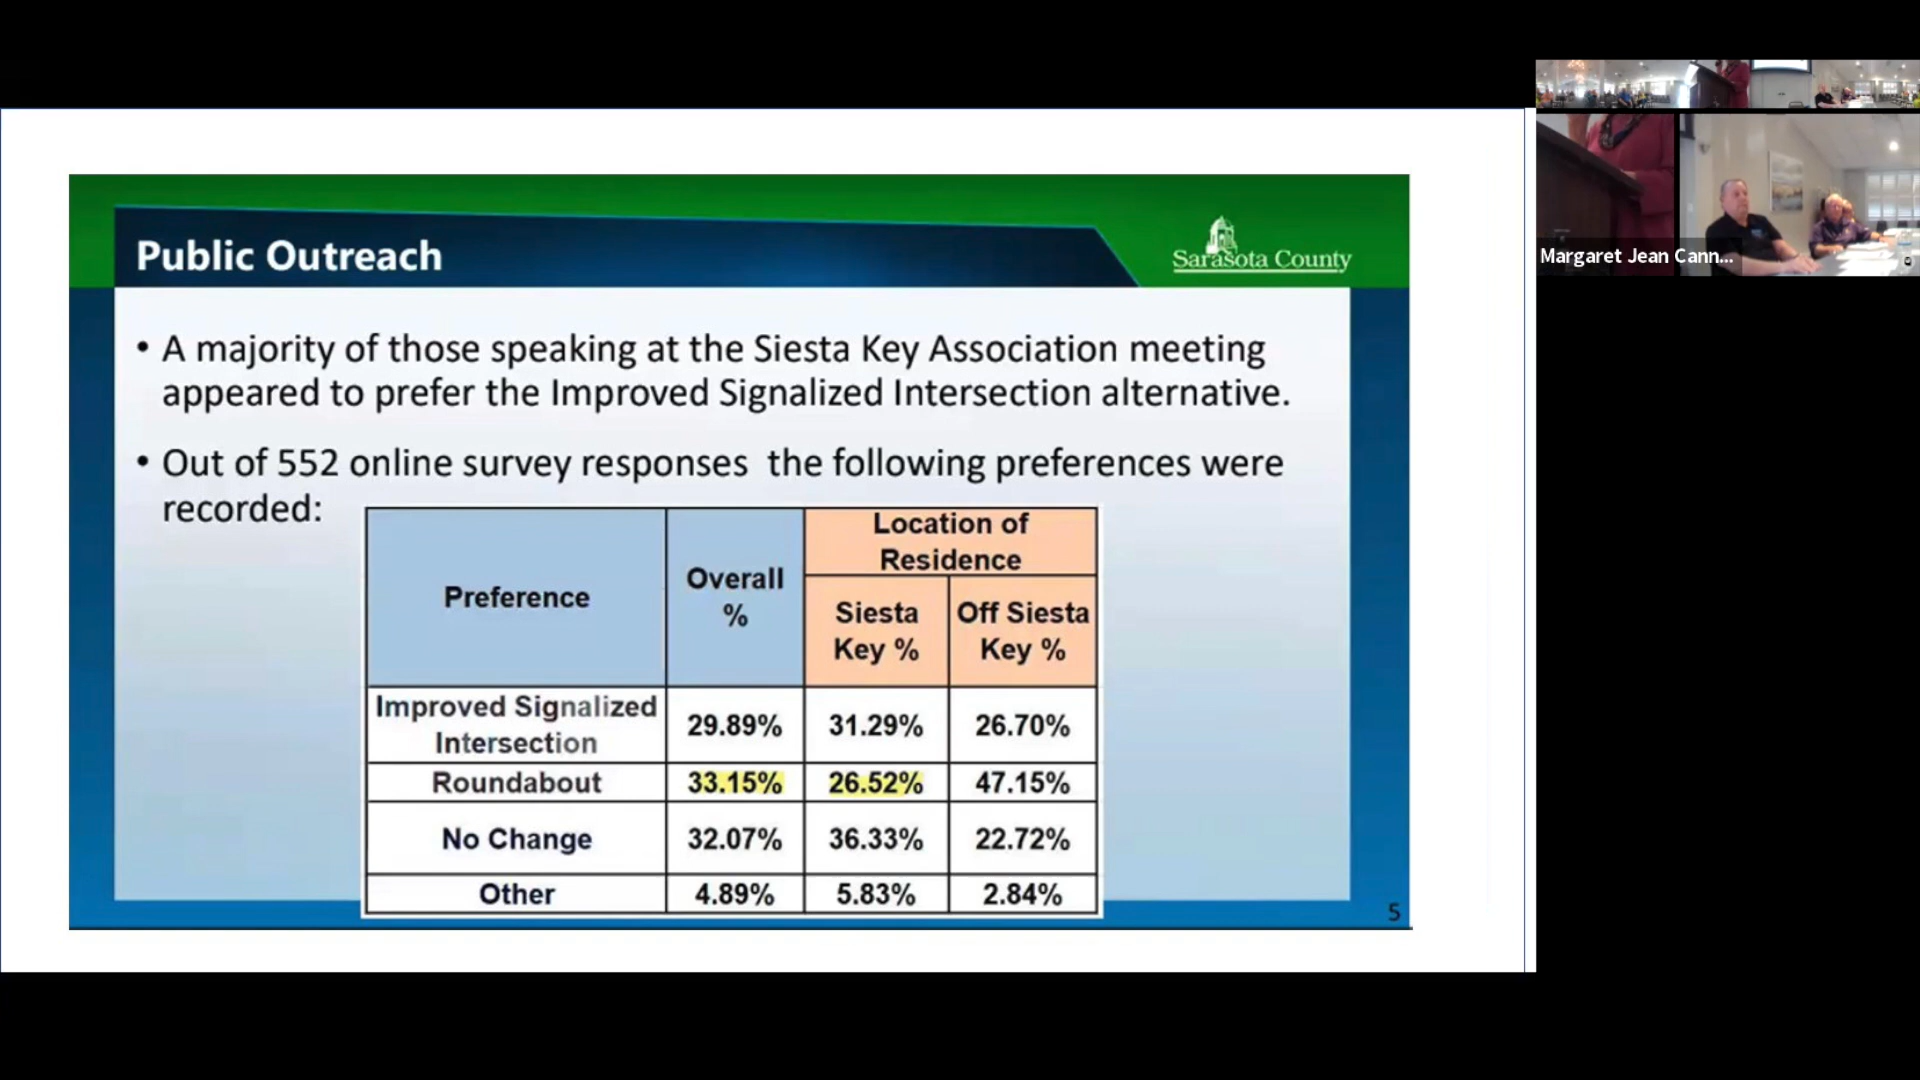 Public Outreach
Sarasota County
• A majority of those speaking at the Siesta Key Association meeting
appeared to prefer the Improved Signalized Intersection alternative.
• Out of 552 online survey responses the following preferences were
recorded:
Preference
Overall
%
Location of
Residence
Siesta
Key %
Off Siesta
Key %
Improved Signalized
Intersection
29.89%
31.29%
26.70%
Roundabout
33.15%
26.52%
47.15%
No Change
32.07%
36.33%
22.72%
Other
4.89%
5.83%
2.84%
5
Margaret Jean Cann...